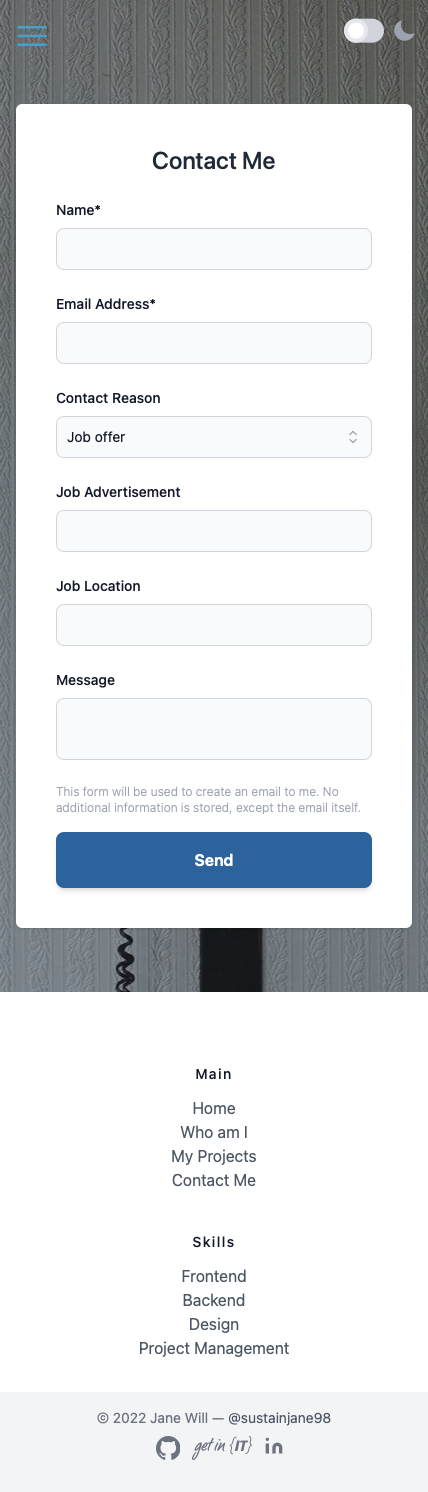 Contact Me
Name*
Email Address*
Contact Reason
Job offer
Job Advertisement
Job Location
Message
This form will be used to create an email to me. No
additional information is stored, except the email itself.
Send
Main
Home
Who am I
My Projects
Contact Me
Skills
Frontend
Backend
Design
Project Management
© 2022 Jane Will — @sustainjane98
get in {IT} in